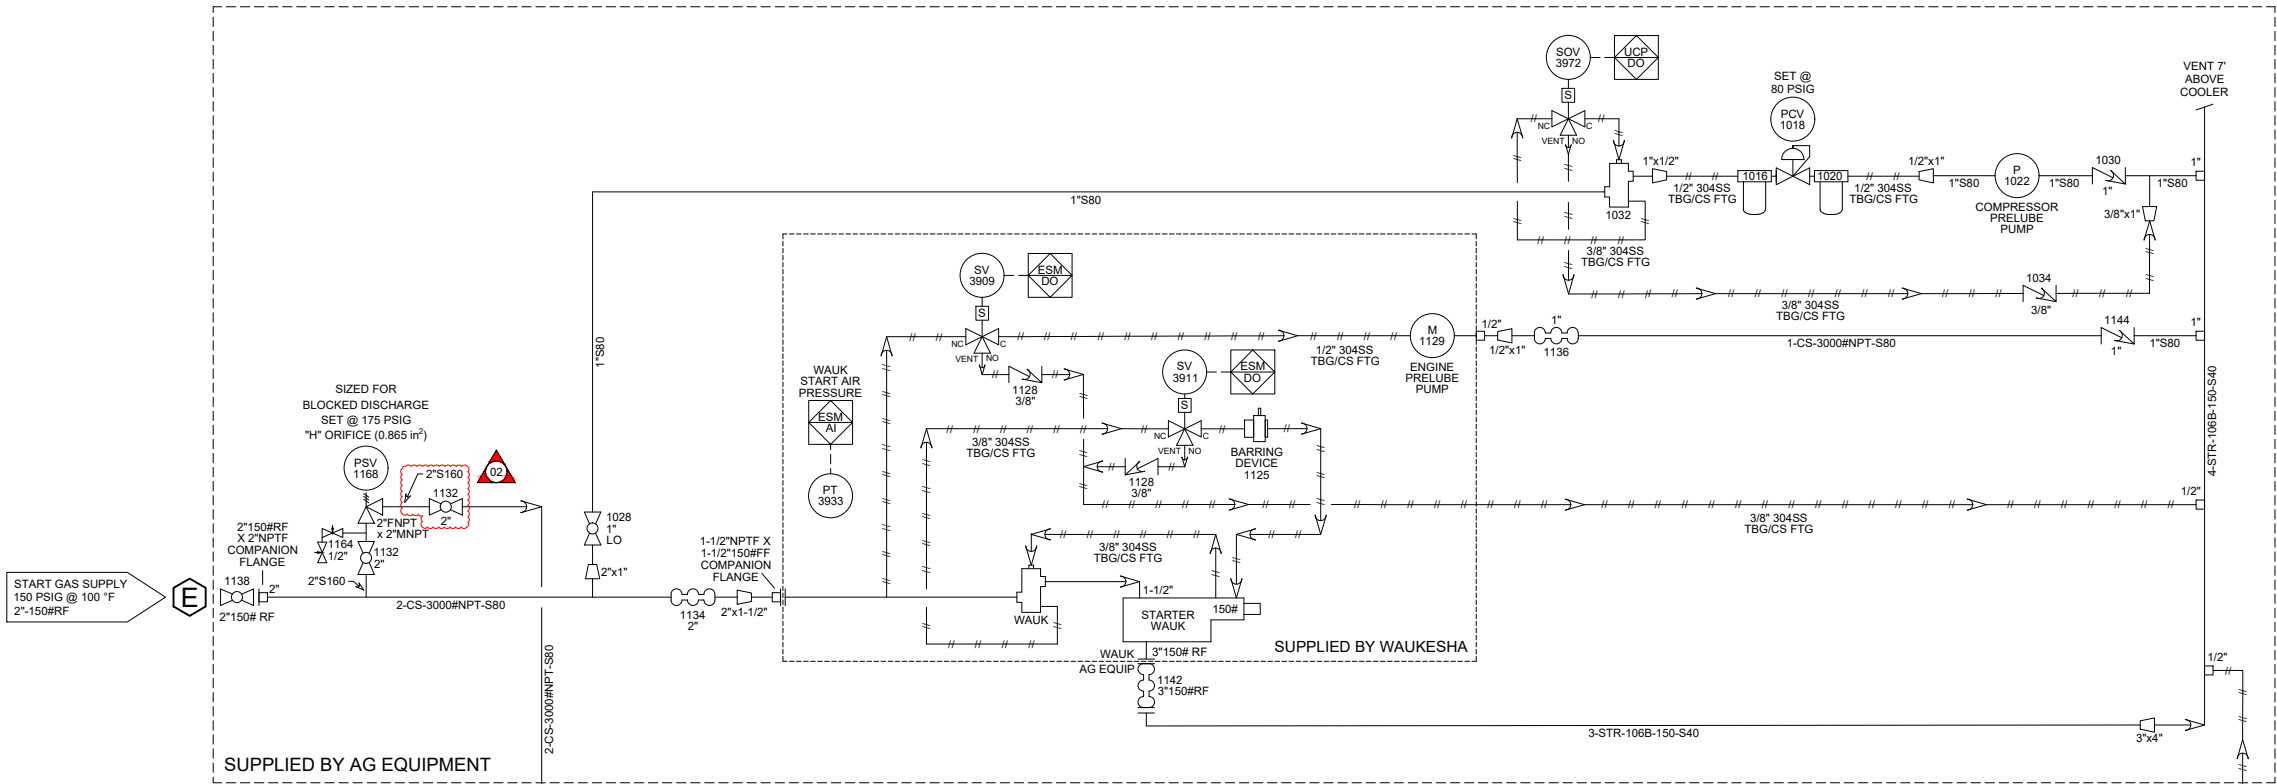 SOV
3972
UCP
DO
S
NC
C
VENT
NO
SET @
80 PSIG
PCV
1018
VENT 7'
ABOVE
COOLER
1"x1/2"
1/2" 304SS
TBG/CS FTG
1016
1020
1/2" 304SS
TBG/CS FTG
1/2"x1"
1"S80
P
1022
COMPRESSOR
PRELUBE
PUMP
1"S80
1030
1"
1"S80
1"
3/8"x1"
1032
3/8" 304SS
TBG/CS FTG
1034
3/8"
3/8" 304SS
TBG/CS FTG
1"S80
1"S80
SV
3909
ESM
DO
S
NC
C
VENT
NO
1128
3/8"
1/2" 304SS
TBG/CS FTG
M
1129
ENGINE
PRELUBE
PUMP
1/2"
1/2"x1"
1"
1136
1-CS-3000#NPT-S80
1144
1"
1"S80
1"
WAUK
START AIR
PRESSURE
ESM
AI
PT
3933
SV
3911
ESM
DO
S
NC
C
VENT
NO
1128
3/8"
3/8" 304SS
TBG/CS FTG
BARRING
DEVICE
1125
3/8" 304SS
TBG/CS FTG
1/2"
4-STR-106B-150-S40
SIZED FOR
BLOCKED DISCHARGE
SET @ 175 PSIG
"H" ORIFICE (0.865 in²)
PSV
1168
2"S160
1132
2"
02
2"FNPT
x 2"MNPT
1164
1/2"
1132
2"
2"S160
2"150#RF
X 2"NPTF
COMPANION
FLANGE
1138
2"
2"150# RF
START GAS SUPPLY
150 PSIG @ 100 °F
2"-150#RF
E
2-CS-3000#NPT-S80
2-CS-3000#NPT-S80
1028
1"
LO
2"x1"
1134
2"
2"x1-1/2"
1-1/2"NPTF X
1-1/2"150#FF
COMPANION
FLANGE
3/8" 304SS
TBG/CS FTG
WAUK
1-1/2"
150#
STARTER
WAUK
SUPPLIED BY WAUKESHA
WAUK
3"150# RF
AG EQUIP
1142
3"150#RF
3-STR-106B-150-S40
3"x4"
1/2"
SUPPLIED BY AG EQUIPMENT